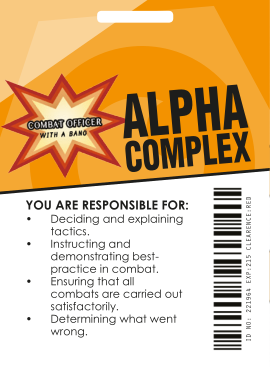 COMBAT OFFICER
WITH A BANG
ALPHA
COMPLEX
YOU ARE RESPONSIBLE FOR:
• Deciding and explaining
tactics.
• Instructing and
demonstrating best-
practice in combat.
• Ensuring that all
combats are carried out
satisfactorily.
• Determining what went
wrong.
ID NO: 221964 EXP:215 CLEARENCE:RED